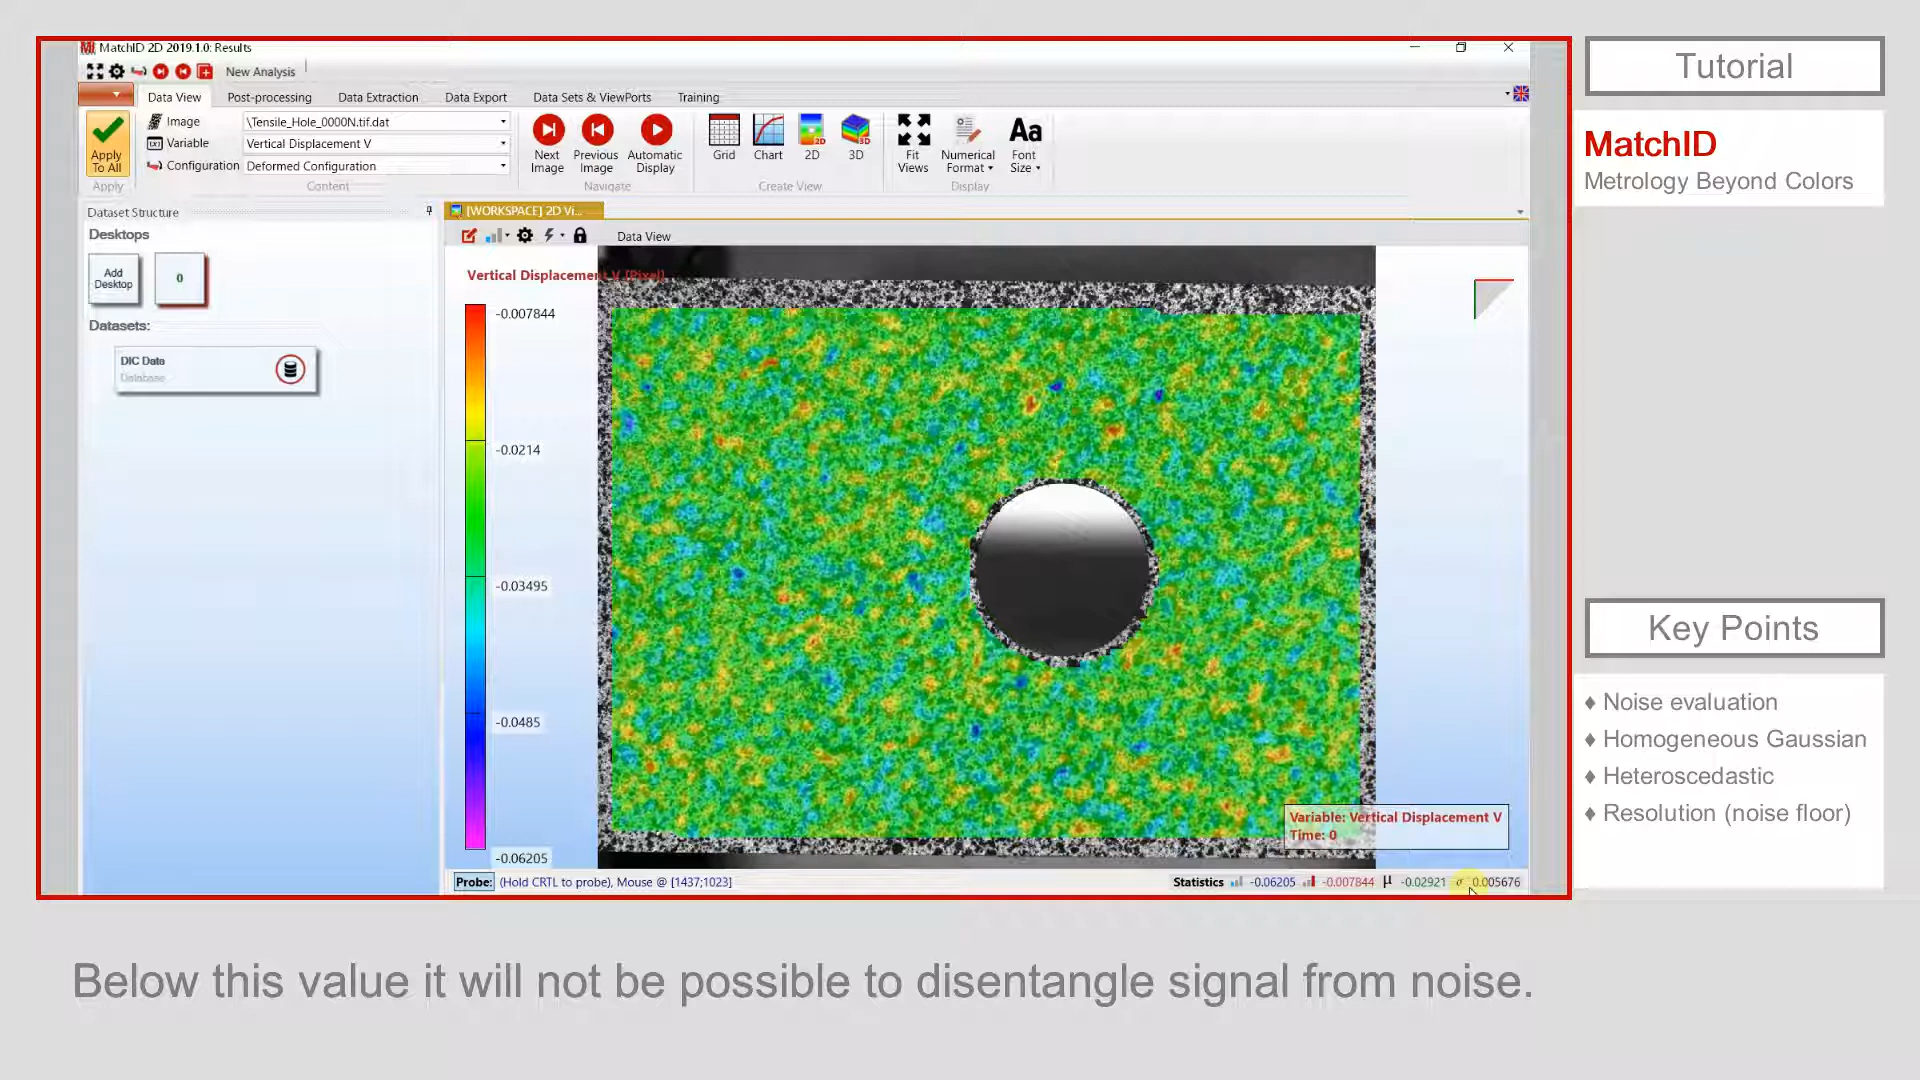 MatchID 2D 2019.1.0: Results
New Analysis
Data View Post-processing Data Extraction Data Export Data Sets & ViewPorts Training
Apply To All
Image \Tensile_Hole_0000N.tif.dat
Variable Vertical Displacement V
Configuration Deformed Configuration
Next Image
Previous Image
Automatic Display
Grid
Chart
2D
3D
Fit Views
Numerical Format
Aa
Font Size
Apply Content Navigate Create View Display
Dataset Structure
[WORKSPACE] 2D Vi...
Desktops
Data View
Add Desktop
0
Datasets:
DIC Data
Database
Vertical Displacement V (Pixel)
-0.007844
-0.0214
-0.03495
-0.0485
-0.06205
Variable: Vertical Displacement V
Time: 0
Probe: (Hold CRTL to probe), Mouse @ [1437;1023]
Statistics -0.06205 -0.007844 μ -0.02921 σ 0.005676
Tutorial
MatchID
Metrology Beyond Colors
Key Points
♦ Noise evaluation
♦ Homogeneous Gaussian
♦ Heteroscedastic
♦ Resolution (noise floor)
Below this value it will not be possible to disentangle signal from noise.